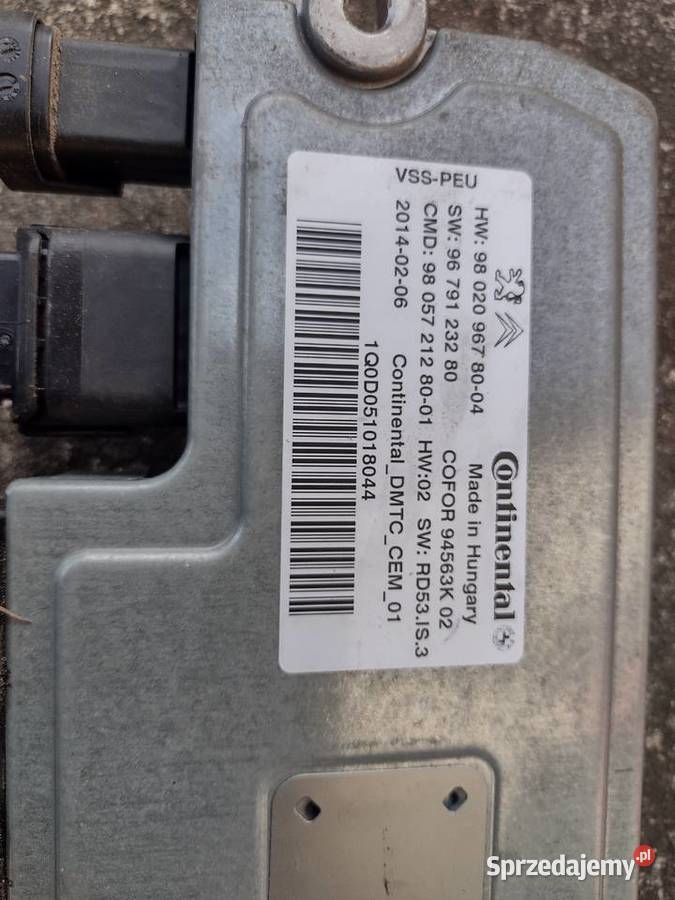 VSS-PEU
HW: 98 020 967 80-04
SW: 96 791 232 80
CMD: 98 057 212 80-01 HW:02 SW: RD53.IS.3
2014-02-06
Continental
Made in Hungary
COFOR 94563K 02
Continental_DMTC_CEM_01
1Q0D051018044
Sprzedajemy.pl